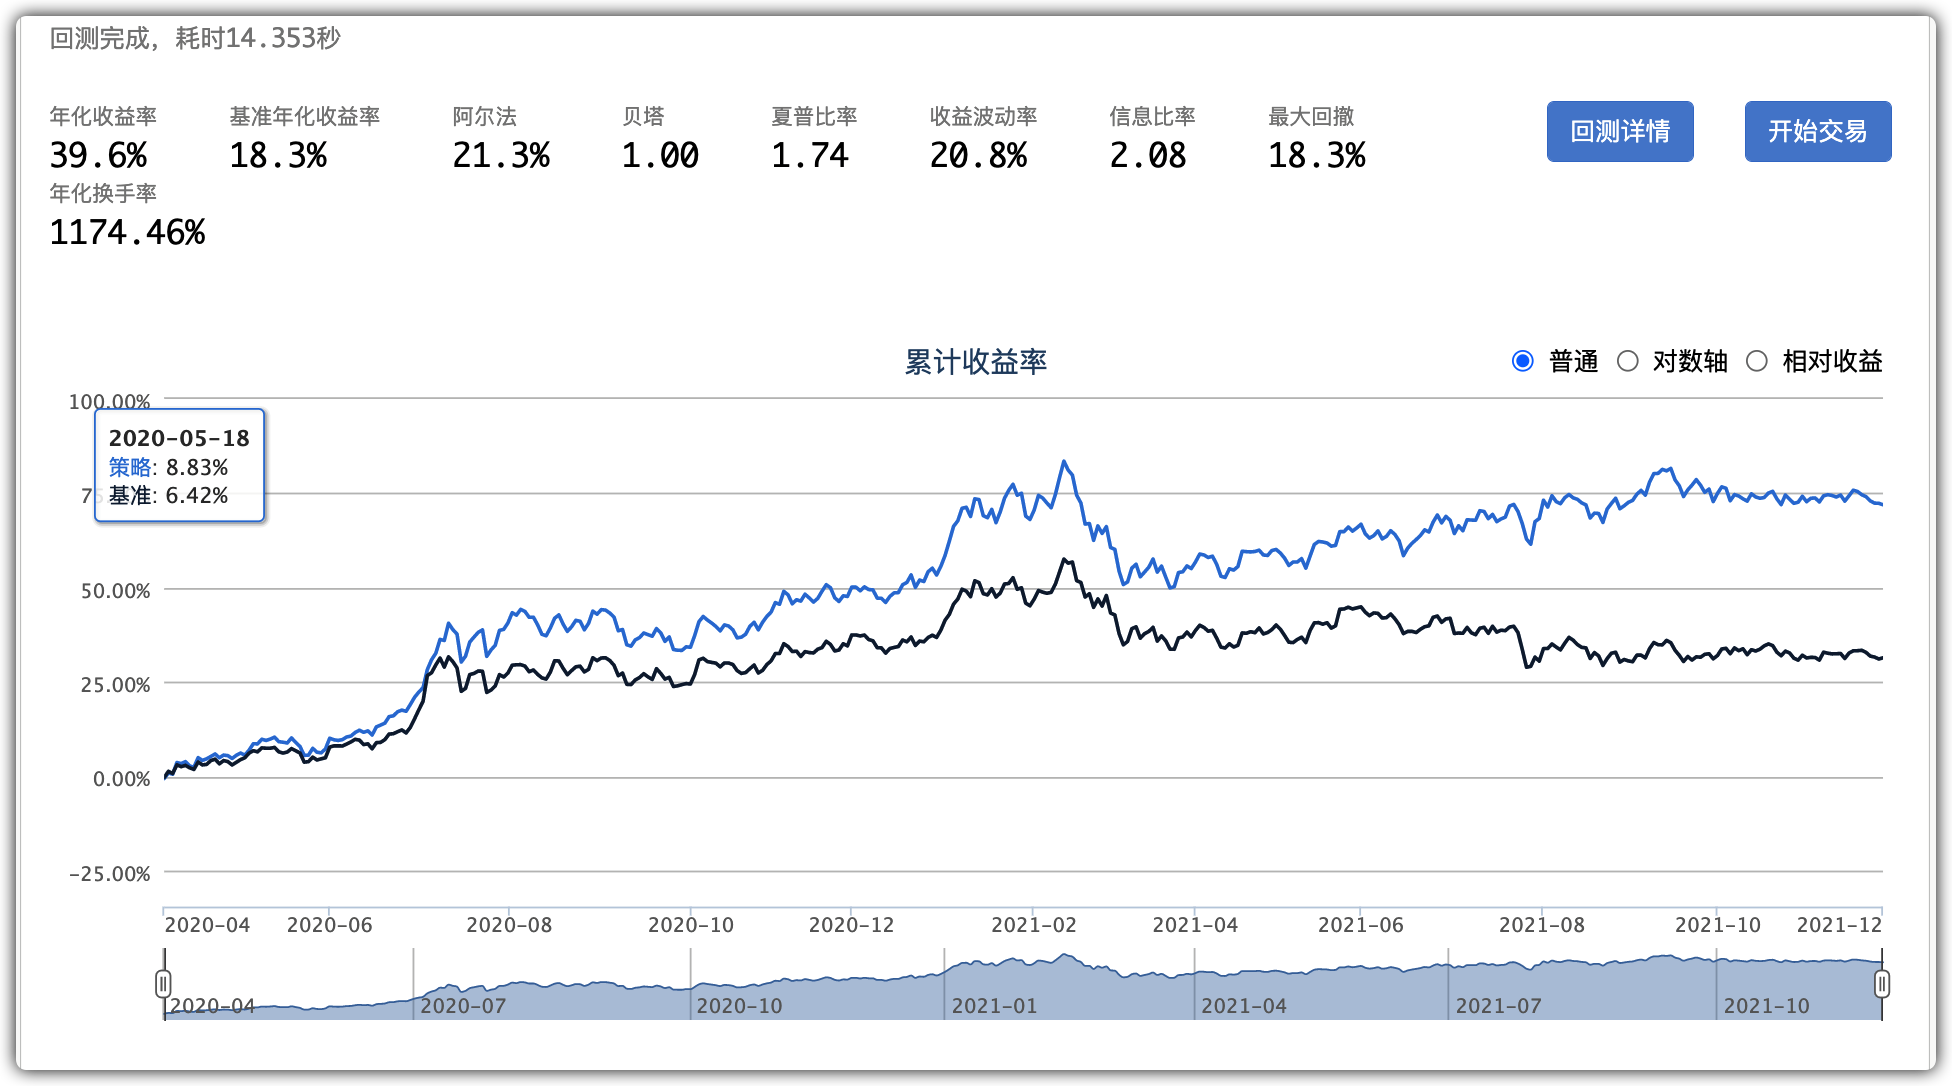 回测完成，耗时14.353秒
年化收益率 基准年化收益率 阿尔法 贝塔 夏普比率 收益波动率 信息比率 最大回撤
39.6% 18.3% 21.3% 1.00 1.74 20.8% 2.08 18.3%
回测详情 开始交易
年化换手率
1174.46%
累计收益率
普通 对数轴 相对收益
100.00%
2020-05-18
策略: 8.83%
75
基准: 6.42%
50.00%
25.00%
0.00%
-25.00%
2020-04 2020-06 2020-08 2020-10 2020-12 2021-02 2021-04 2021-06 2021-08 2021-10 2021-12
2020-04 2020-07 2020-10 2021-01 2021-04 2021-07 2021-10